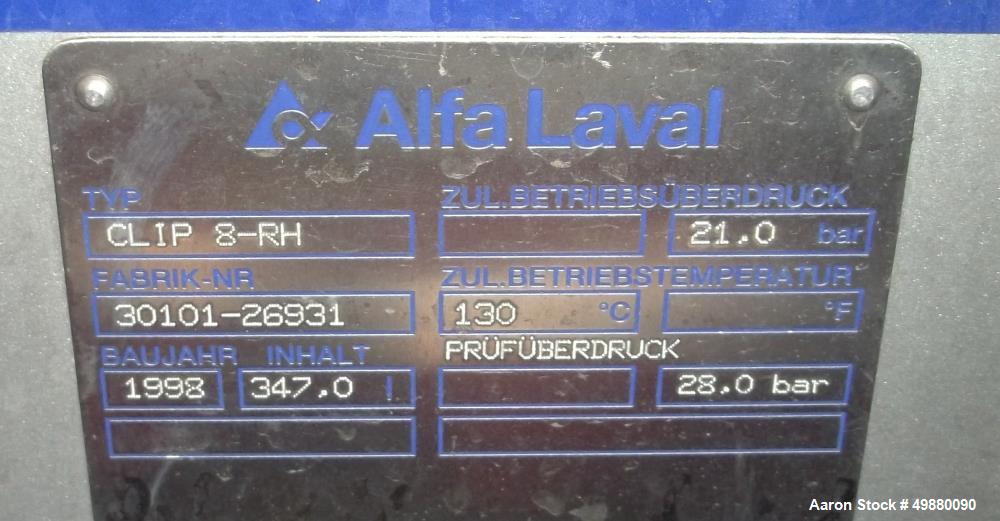 Alfa Laval
TYP ZUL.BETRIEBSÜBERDRUCK
CLIP 8-RH 21.0 bar
FABRIK-NR ZUL.BETRIEBSTEMPERATUR
30101-26931 130 °C °F
BAUJAHR INHALT PRÜFÜBERDRUCK
1998 347.0 l 28.0 bar
Aaron Stock # 49880090